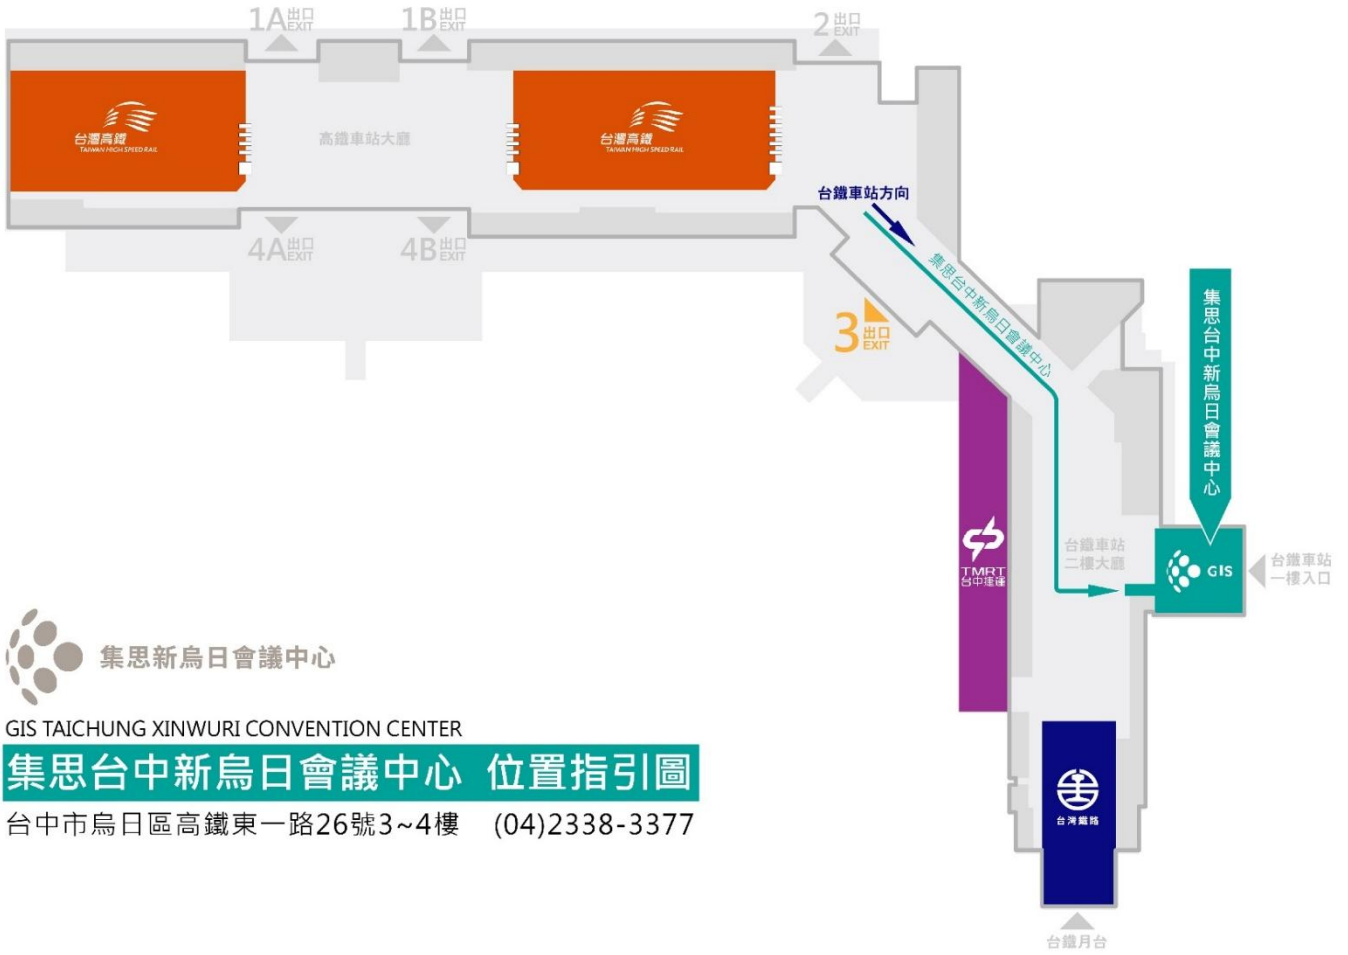 1A出口
EXIT
1B出口
EXIT
2出口
EXIT
台灣高鐵
TAIWAN HIGH SPEED RAIL
高鐵車站大廳
台灣高鐵
TAIWAN HIGH SPEED RAIL
台鐵車站方向
4A出口
EXIT
4B出口
EXIT
集思台中新烏日會議中心
3出口
EXIT
集思台中新烏日會議中心
TMRT
台中捷運
台鐵車站
二樓大廳
GIS
台鐵車站
一樓入口
集思新烏日會議中心
GIS TAICHUNG XINWURI CONVENTION CENTER
集思台中新烏日會議中心 位置指引圖
台中市烏日區高鐵東一路26號3~4樓 (04)2338-3377
台灣鐵路
台鐵月台